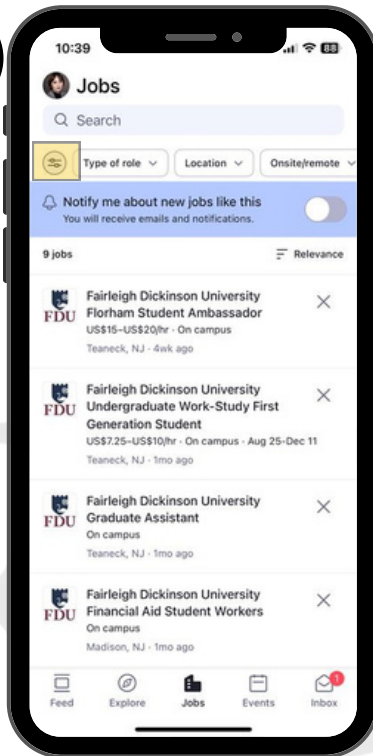 10:39
88
Jobs
Search
Type of role
Location
Onsite/remote
Notify me about new jobs like this
You will receive emails and notifications.
9 jobs
Relevance
FDU
Fairleigh Dickinson University
Florham Student Ambassador
US$15–US$20/hr · On campus
Teaneck, NJ · 4wk ago
FDU
Fairleigh Dickinson University
Undergraduate Work-Study First
Generation Student
US$7.25–US$10/hr · On campus · Aug 25-Dec 11
Teaneck, NJ · 1mo ago
FDU
Fairleigh Dickinson University
Graduate Assistant
On campus
Teaneck, NJ · 1mo ago
FDU
Fairleigh Dickinson University
Financial Aid Student Workers
On campus
Madison, NJ · 1mo ago
1
Feed
Explore
Jobs
Events
Inbox